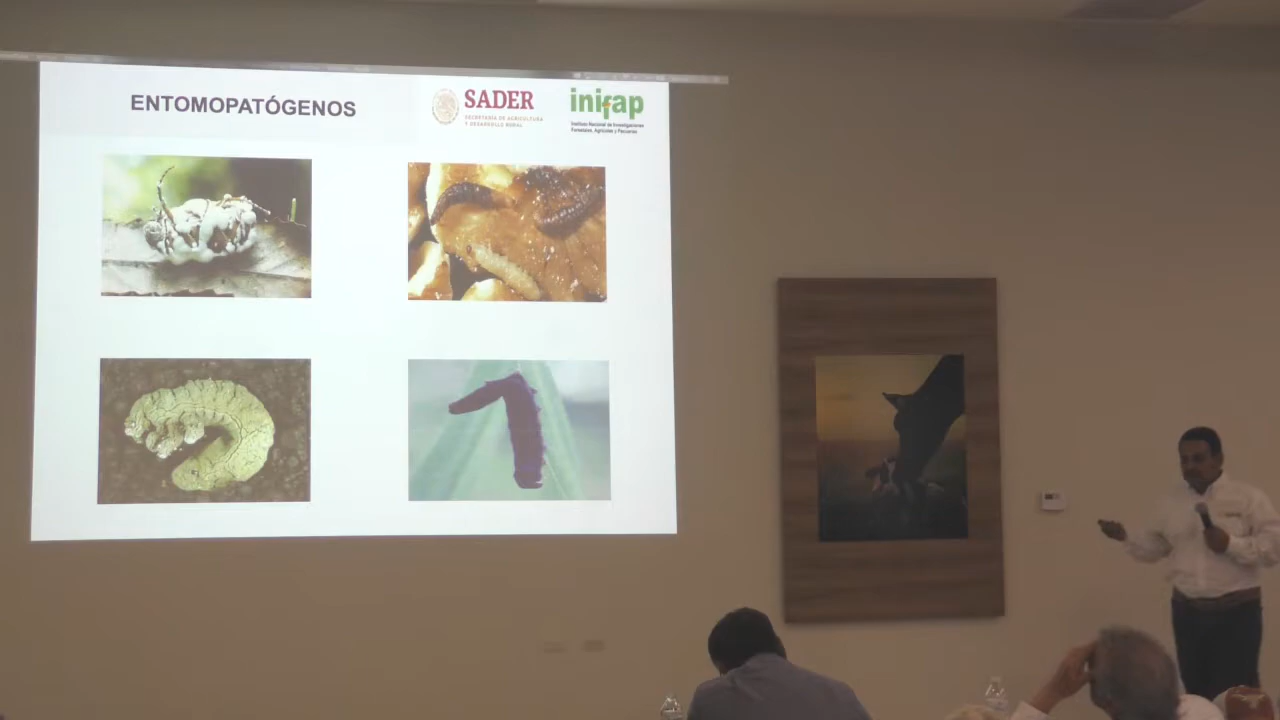 ENTOMOPATÓGENOS
SADER
SECRETARÍA DE AGRICULTURA
Y DESARROLLO RURAL
inifap
Instituto Nacional de Investigaciones
Forestales, Agrícolas y Pecuarias